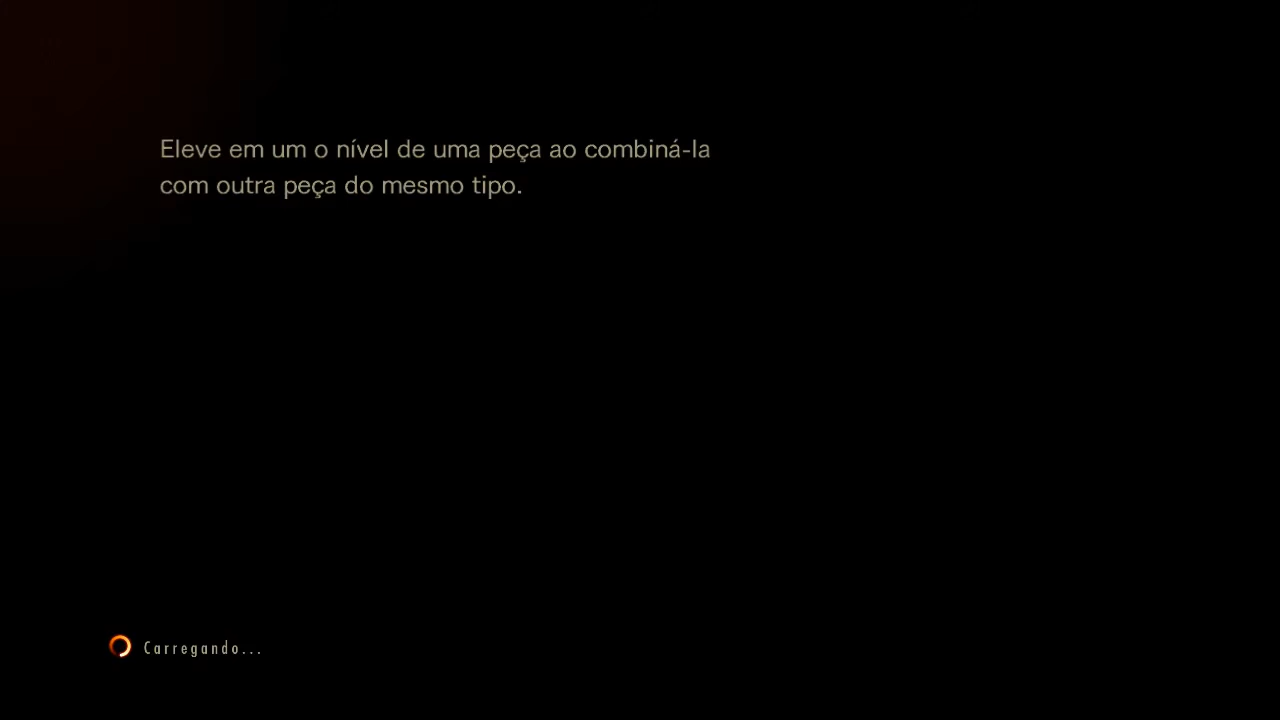 Eleve em um o nível de uma peça ao combiná-la
com outra peça do mesmo tipo.
Carregando...